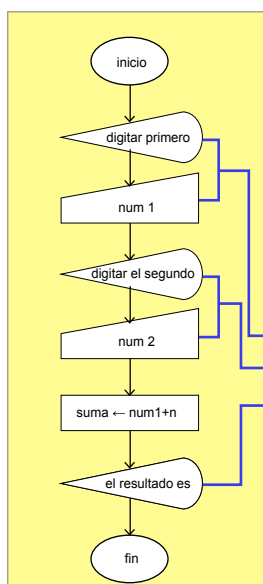 inicio
digitar primero
num 1
digitar el segundo
num 2
suma ← num1+n
el resultado es
fin